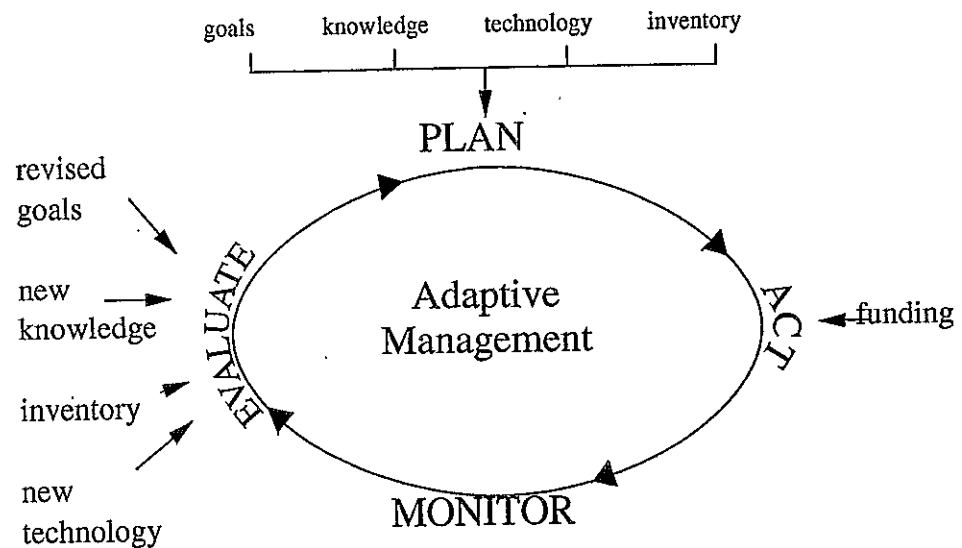 goals knowledge technology inventory
PLAN
revised
goals
new
knowledge
inventory
new
technology
EVALUATE
Adaptive
Management
ACT
funding
MONITOR